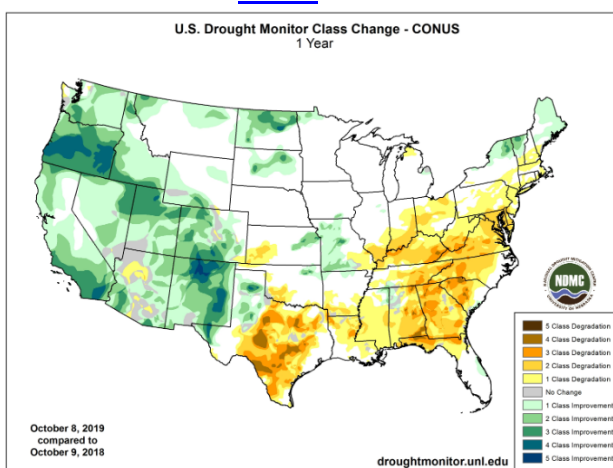 U.S. Drought Monitor Class Change - CONUS
1 Year
NDMC
5 Class Degradation
4 Class Degradation
3 Class Degradation
2 Class Degradation
1 Class Degradation
No Change
1 Class Improvement
2 Class Improvement
3 Class Improvement
4 Class Improvement
5 Class Improvement
October 8, 2019
compared to
October 9, 2018
droughtmonitor.unl.edu